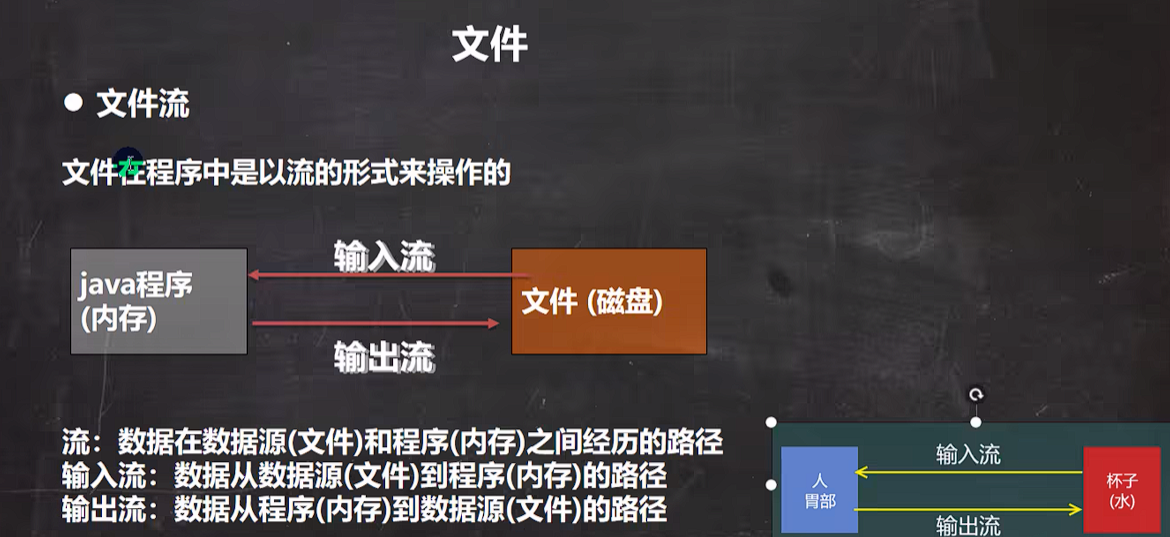 文件
文件流
文件在程序中是以流的形式来操作的
输入流
java程序
(内存)
文件 (磁盘)
输出流
流：数据在数据源(文件)和程序(内存)之间经历的路径
输入流：数据从数据源(文件)到程序(内存)的路径
输出流：数据从程序(内存)到数据源(文件)的路径
输入流
人
胃部
杯子
(水)
输出流